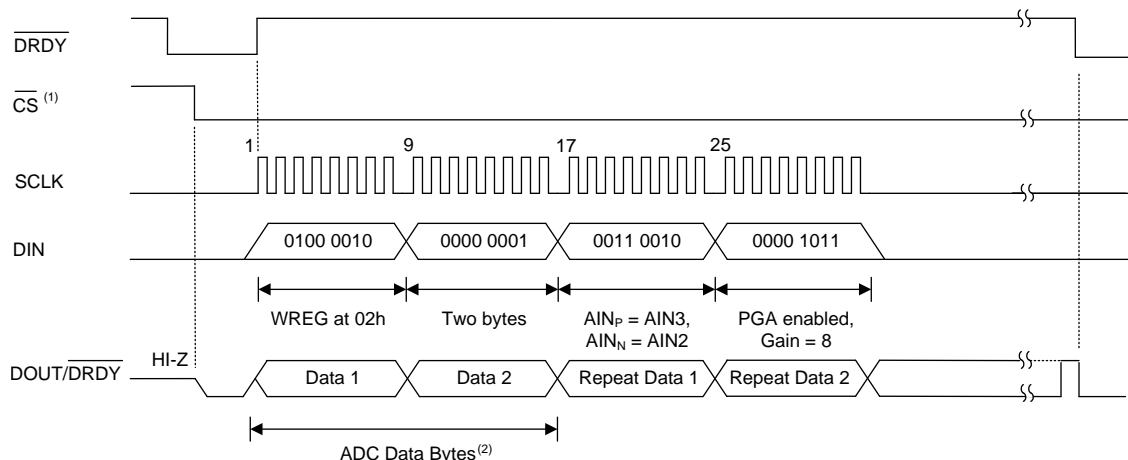 DRDY
CS (1)
1 9 17 25
SCLK
DIN
0100 0010 0000 0001 0011 0010 0000 1011
WREG at 02h Two bytes AINP = AIN3, PGA enabled,
AINN = AIN2 Gain = 8
HI-Z
DOUT/DRDY
Data 1 Data 2 Repeat Data 1 Repeat Data 2
ADC Data Bytes(2)